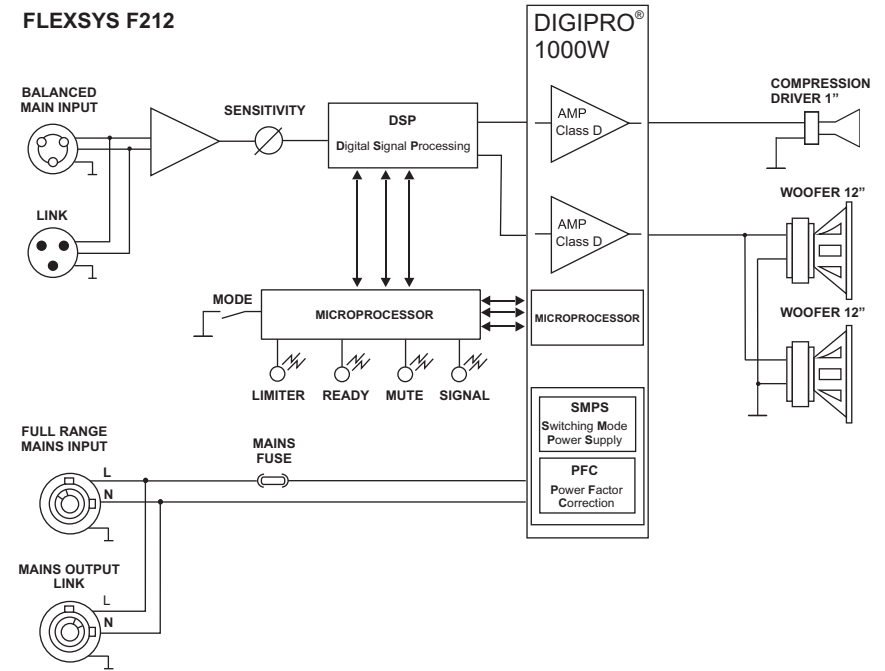 FLEXSYS F212
DIGIPRO®
1000W
BALANCED
MAIN INPUT
SENSITIVITY
DSP
Digital Signal Processing
AMP
Class D
COMPRESSION
DRIVER 1”
LINK
AMP
Class D
WOOFER 12”
MODE
MICROPROCESSOR
MICROPROCESSOR
WOOFER 12”
LIMITER
READY
MUTE
SIGNAL
SMPS
Switching Mode
Power Supply
FULL RANGE
MAINS INPUT
MAINS
FUSE
L
N
PFC
Power Factor
Correction
MAINS OUTPUT
LINK
L
N